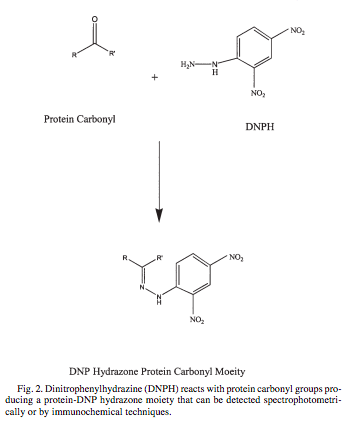 O
R
R'
+
H₂N
N
H
NO₂
NO₂
Protein Carbonyl
DNPH
R
R'
N
N
H
NO₂
NO₂
DNP Hydrazone Protein Carbonyl Moeity
Fig. 2. Dinitrophenylhydrazine (DNPH) reacts with protein carbonyl groups pro-
ducing a protein-DNP hydrazone moiety that can be detected spectrophotometri-
cally or by immunochemical techniques.